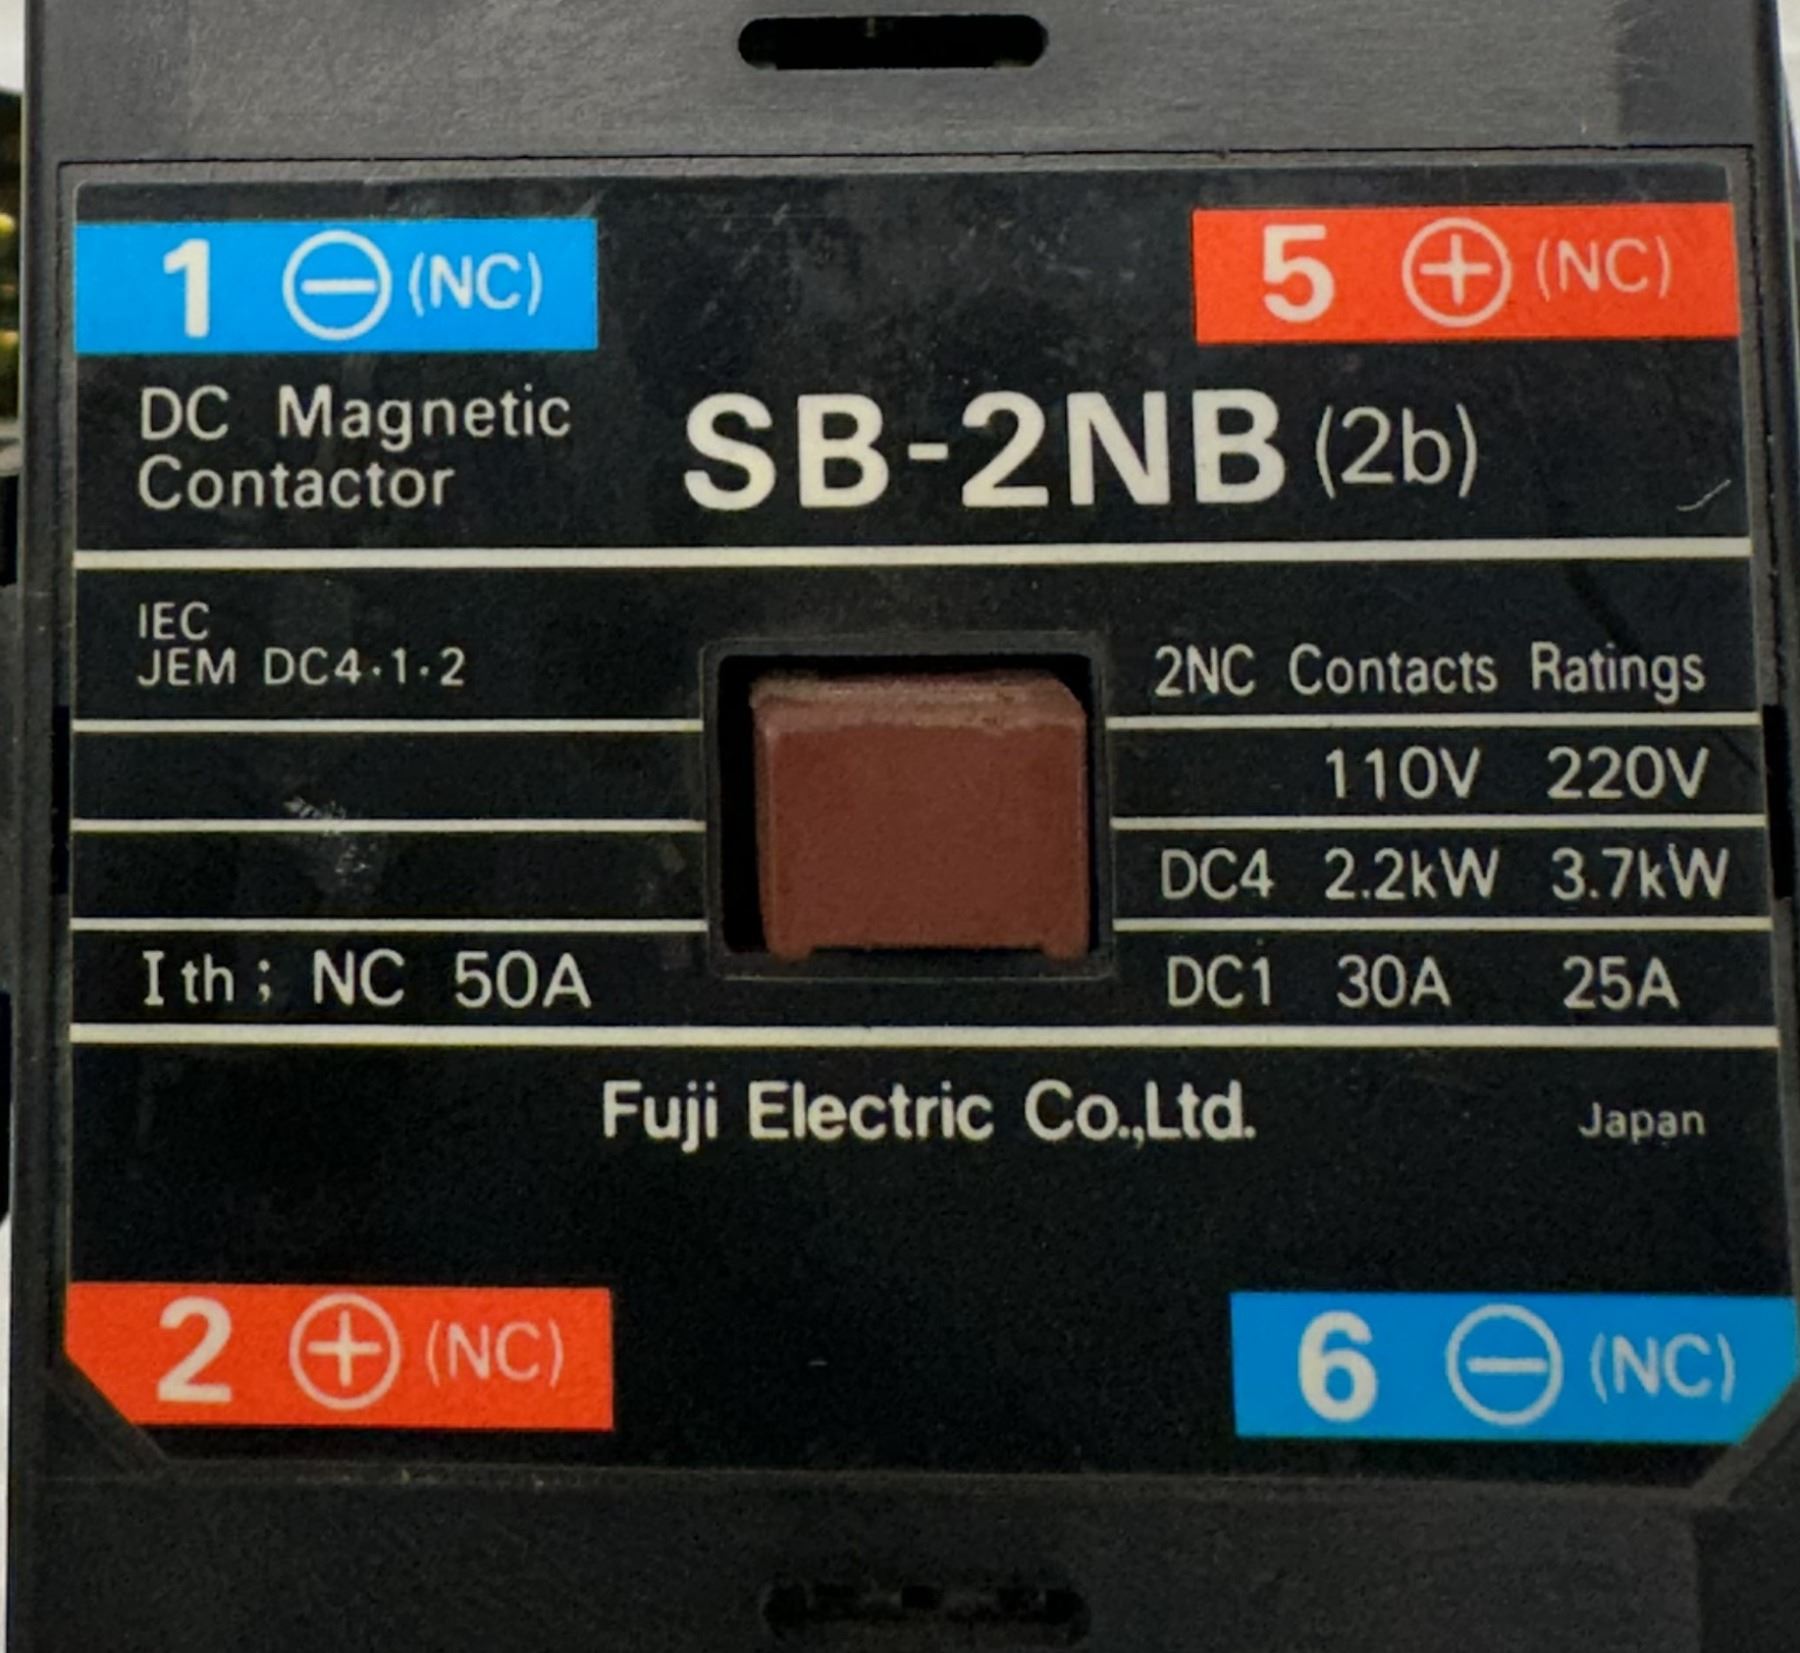 1 ⊖ (NC)
5 ⊕ (NC)
DC Magnetic
Contactor
SB-2NB (2b)
IEC
JEM DC4·1·2
2NC Contacts Ratings
110V 220V
DC4 2.2kW 3.7kW
Ith; NC 50A
DC1 30A 25A
Fuji Electric Co.,Ltd.
Japan
2 ⊕ (NC)
6 ⊖ (NC)